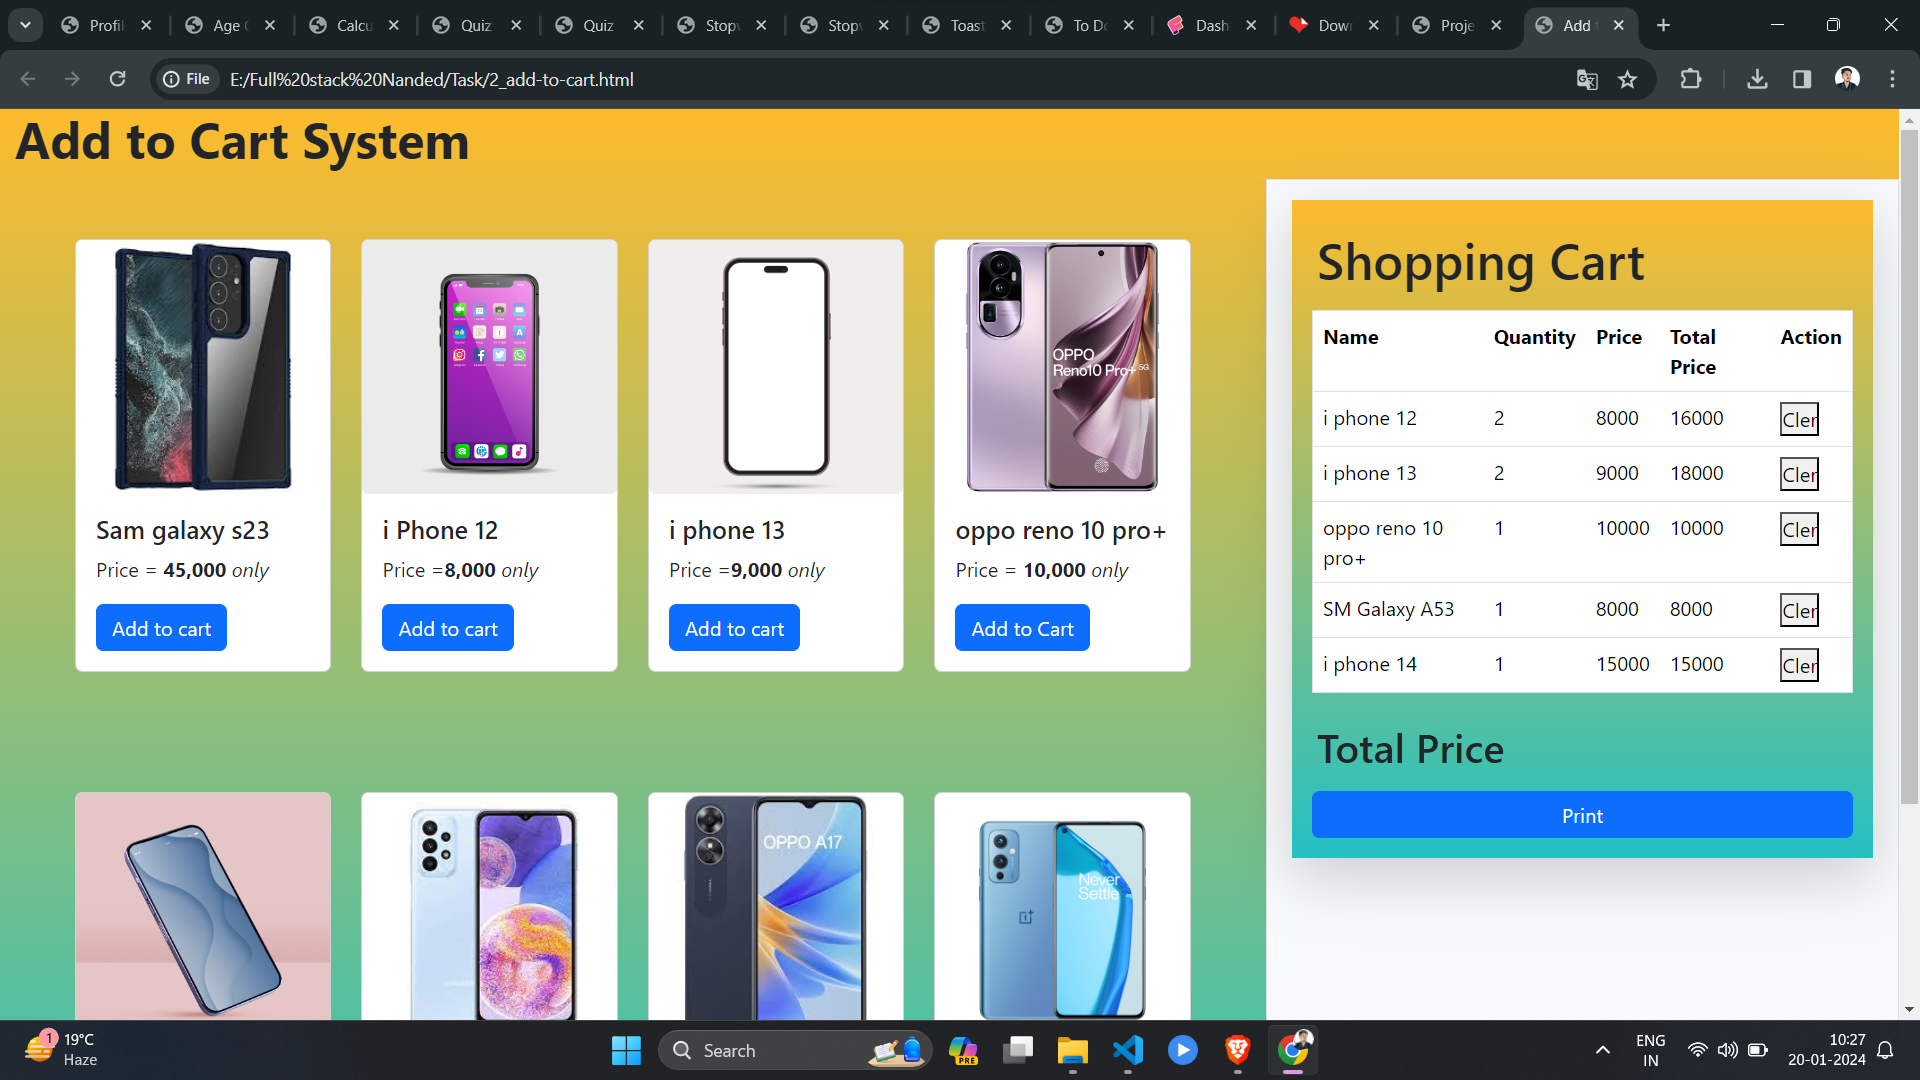 Profil
Age C
Calcu
Quiz
Quiz
Stopw
Stopw
Toast
To Do
Dash
Dow
Proje
Add t
File E:/Full%20stack%20Nanded/Task/2_add-to-cart.html
Add to Cart System
OPPO
Reno10 Pro+ 5G
Sam galaxy s23
Price = 45,000 only
Add to cart
i Phone 12
Price =8,000 only
Add to cart
i phone 13
Price =9,000 only
Add to cart
oppo reno 10 pro+
Price = 10,000 only
Add to Cart
OPPO A17
Never
Settle
Shopping Cart
Name Quantity Price Total Price Action
i phone 12 2 8000 16000 Cler
i phone 13 2 9000 18000 Cler
oppo reno 10 pro+ 1 10000 10000 Cler
SM Galaxy A53 1 8000 8000 Cler
i phone 14 1 15000 15000 Cler
Total Price
Print
1
19°C
Haze
Search
PRE
ENG
IN
10:27
20-01-2024